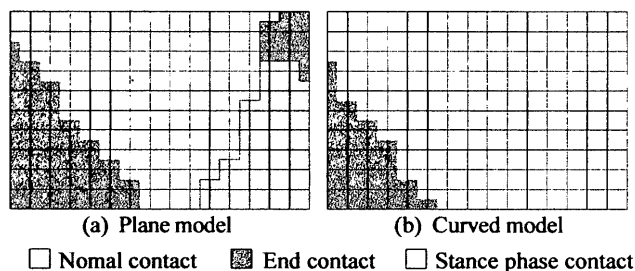 (a) Plane model
(b) Curved model
Nomal contact
End contact
Stance phase contact